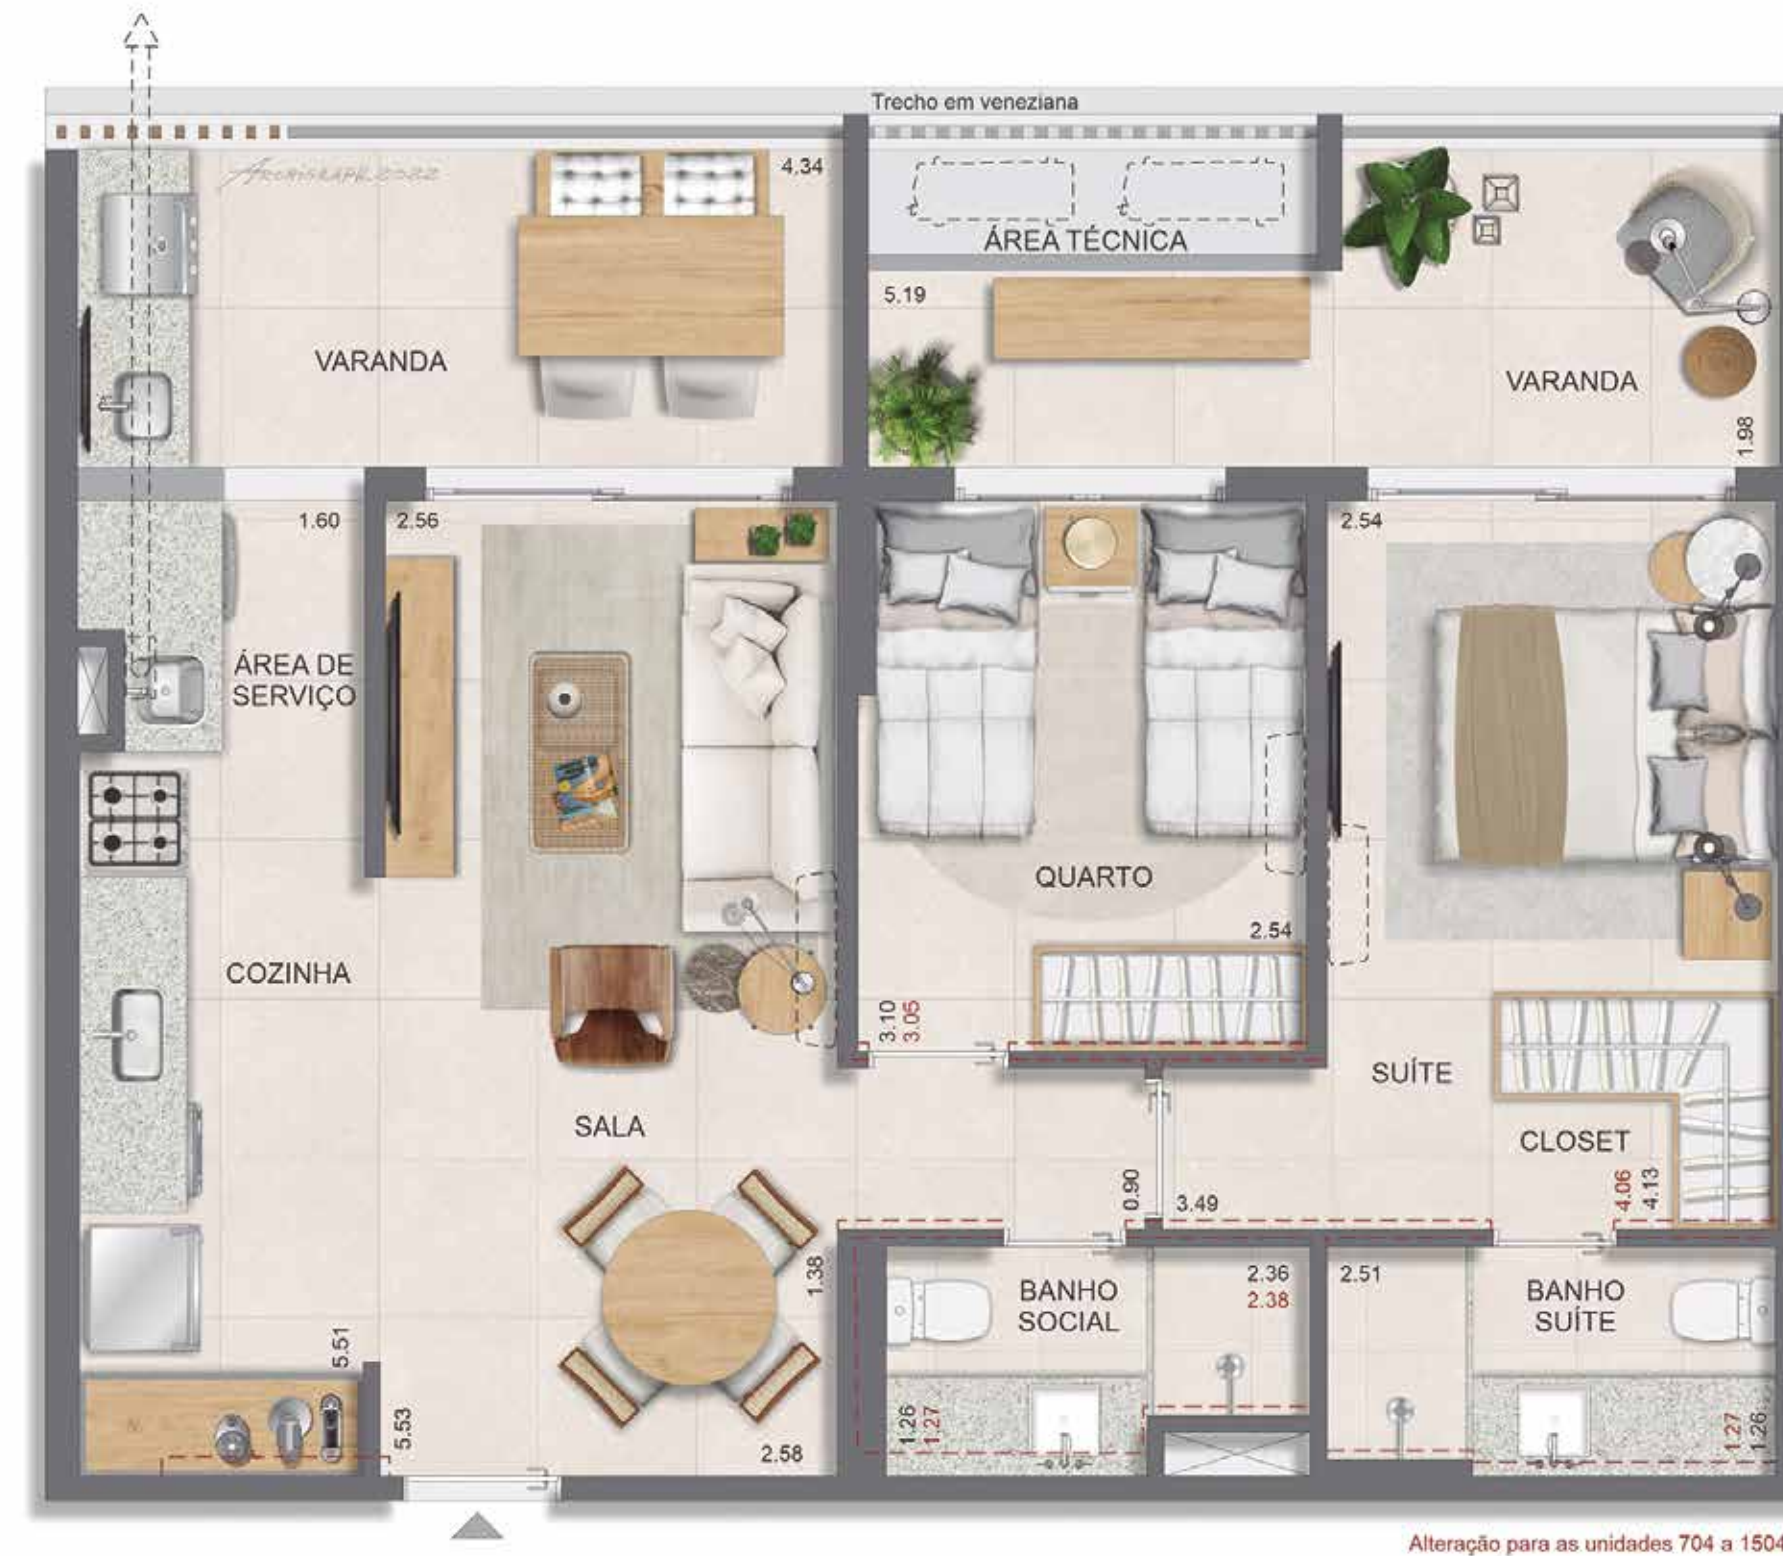 Trecho em veneziana
Archigraph.2022
4.34
ÁREA TÉCNICA
5.19
VARANDA
VARANDA
1.98
1.60
2.56
2.54
ÁREA DE
SERVIÇO
QUARTO
2.54
COZINHA
3.10
3.05
SUÍTE
SALA
CLOSET
0.90
3.49
4.06
4.13
1.38
BANHO
SOCIAL
2.36
2.38
2.51
BANHO
SUÍTE
5.51
5.53
2.58
1.26
1.27
1.27
1.26
Alteração para as unidades 704 a 1504